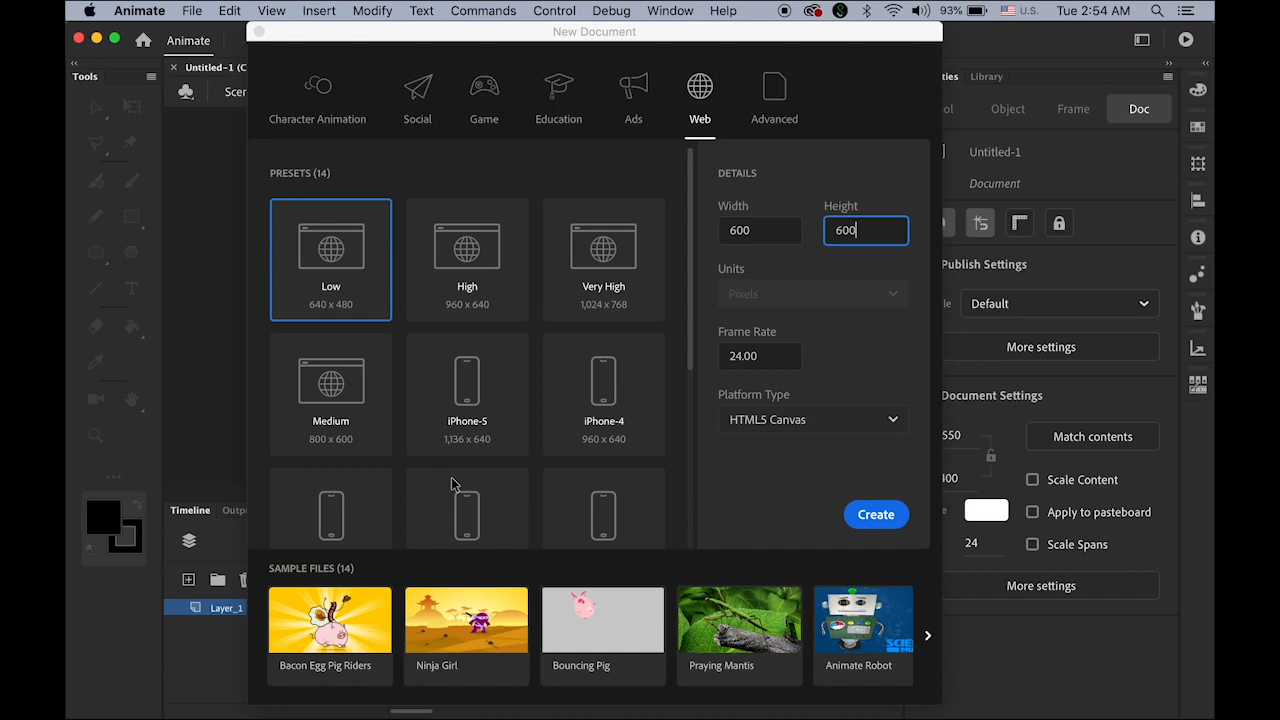 Animate File Edit View Insert Modify Text Commands Control Debug Window Help 93% U.S. Tue 2:54 AM
New Document
Animate
Tools
Untitled-1 (C
Scen
Character Animation Social Game Education Ads Web Advanced
PRESETS (14)
Low
640 x 480
High
960 x 640
Very High
1,024 x 768
Medium
800 x 600
iPhone-5
1,136 x 640
iPhone-4
960 x 640
DETAILS
Width Height
600 600
Units
Pixels
Frame Rate
24.00
Platform Type
HTML5 Canvas
Create
SAMPLE FILES (14)
Bacon Egg Pig Riders
Ninja Girl
Bouncing Pig
Praying Mantis
SCIE
Animate Robot
Timeline Outpu
Layer_1
ties Library
ol Object Frame Doc
Untitled-1
Document
Publish Settings
le Default
More settings
Document Settings
550 Match contents
400 Scale Content
e Apply to pasteboard
24 Scale Spans
More settings